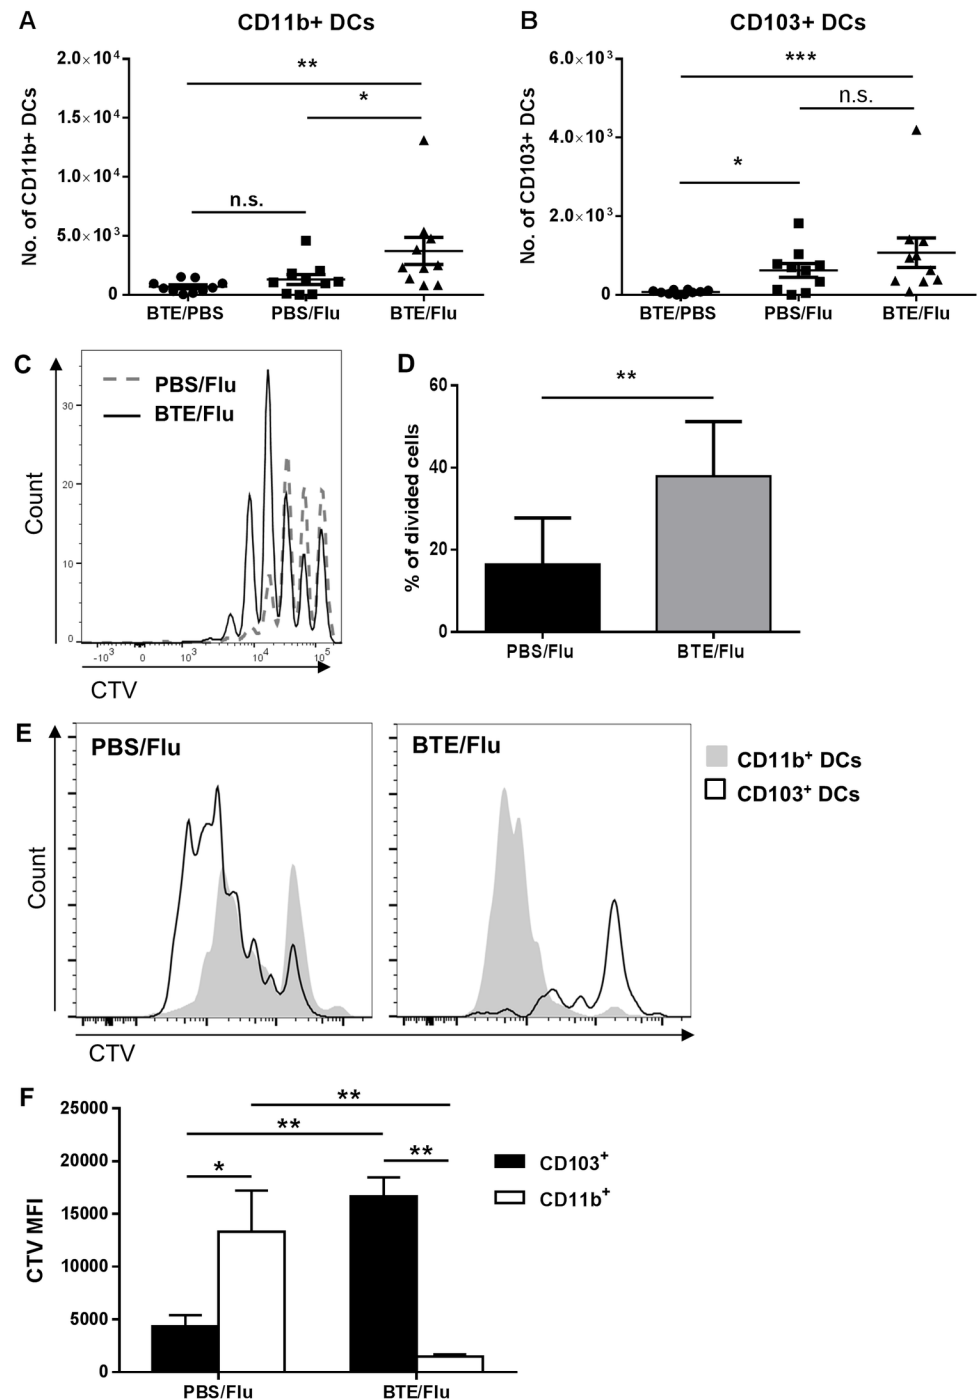 A
CD11b+ DCs
No. of CD11b+ DCs
2.0×10⁴
1.5×10⁴
1.0×10⁴
5.0×10³
0
**
*
n.s.
BTE/PBS
PBS/Flu
BTE/Flu
B
CD103+ DCs
No. of CD103+ DCs
6.0×10³
4.0×10³
2.0×10³
0
***
n.s.
*
BTE/PBS
PBS/Flu
BTE/Flu
C
PBS/Flu
BTE/Flu
Count
30
20
10
0
-10³ 0 10³ 10⁴ 10⁵
CTV
D
% of divided cells
60
40
20
0
**
PBS/Flu
BTE/Flu
E
PBS/Flu
BTE/Flu
CD11b⁺ DCs
CD103⁺ DCs
Count
CTV
F
CTV MFI
25000
20000
15000
10000
5000
0
**
**
**
*
CD103⁺
CD11b⁺
PBS/Flu
BTE/Flu